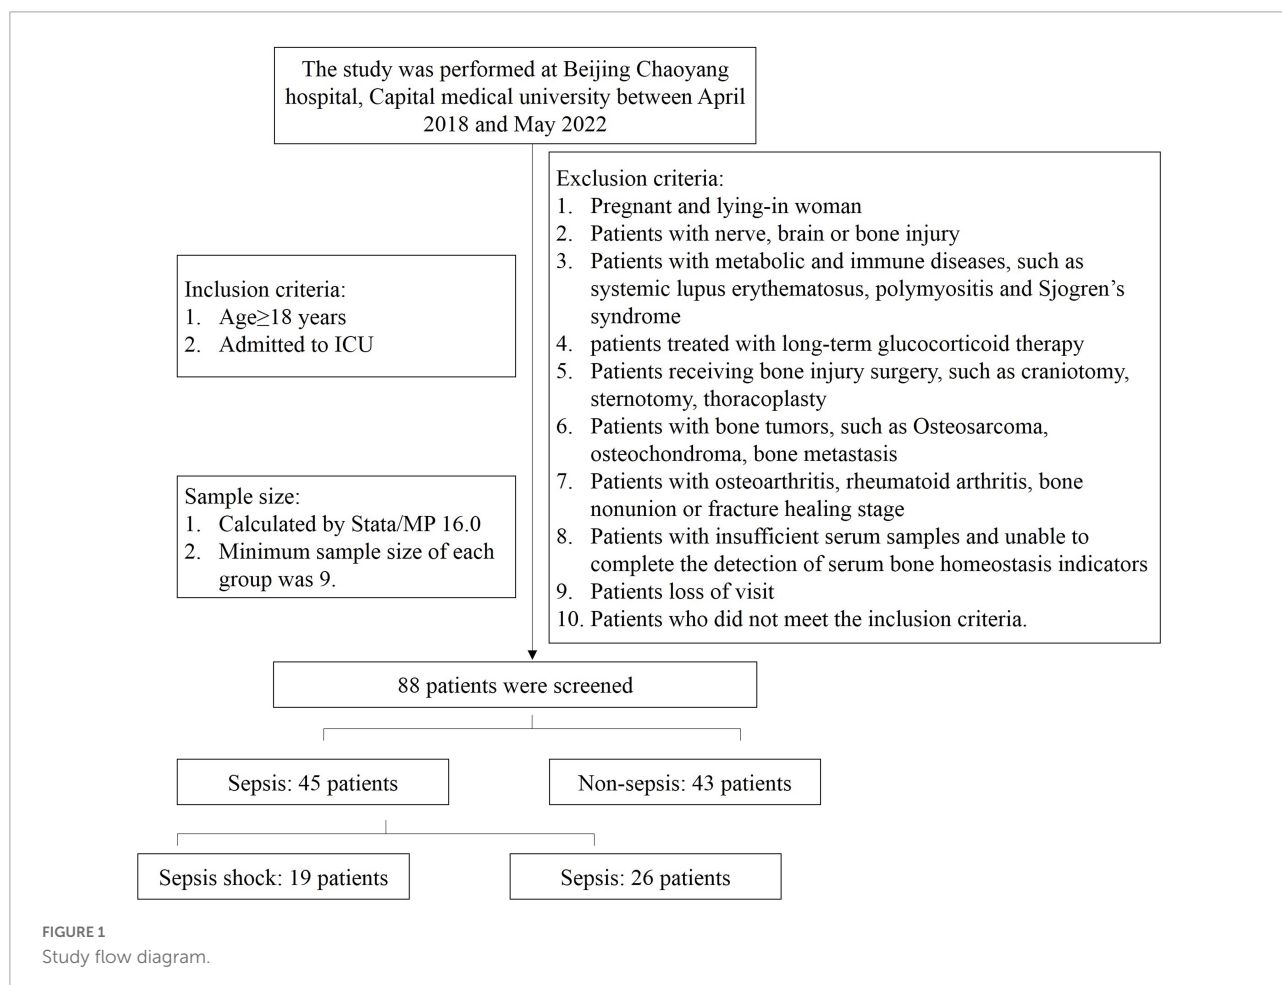 The study was performed at Beijing Chaoyang
hospital, Capital medical university between April
2018 and May 2022
Exclusion criteria:
1. Pregnant and lying-in woman
2. Patients with nerve, brain or bone injury
3. Patients with metabolic and immune diseases, such as
systemic lupus erythematosus, polymyositis and Sjogren’s
syndrome
4. patients treated with long-term glucocorticoid therapy
5. Patients receiving bone injury surgery, such as craniotomy,
sternotomy, thoracoplasty
6. Patients with bone tumors, such as Osteosarcoma,
osteochondroma, bone metastasis
7. Patients with osteoarthritis, rheumatoid arthritis, bone
nonunion or fracture healing stage
8. Patients with insufficient serum samples and unable to
complete the detection of serum bone homeostasis indicators
9. Patients loss of visit
10. Patients who did not meet the inclusion criteria.
Inclusion criteria:
1. Age≥18 years
2. Admitted to ICU
Sample size:
1. Calculated by Stata/MP 16.0
2. Minimum sample size of each
group was 9.
88 patients were screened
Sepsis: 45 patients
Non-sepsis: 43 patients
Sepsis shock: 19 patients
Sepsis: 26 patients
FIGURE 1
Study flow diagram.